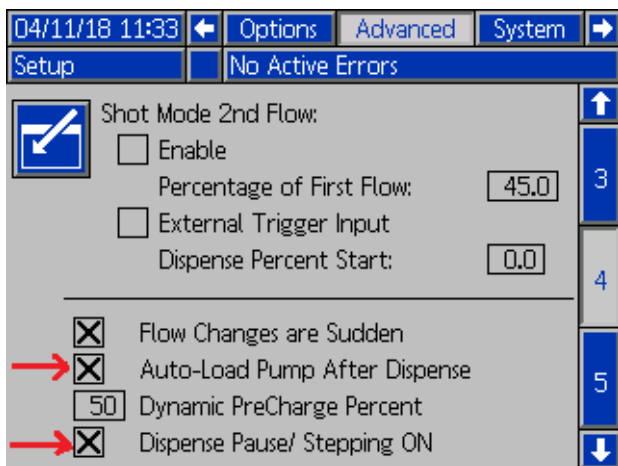 04/11/18 11:33 Options Advanced System
Setup No Active Errors
Shot Mode 2nd Flow:
Enable
Percentage of First Flow: 45.0
3
External Trigger Input
Dispense Percent Start: 0.0
4
Flow Changes are Sudden
Auto-Load Pump After Dispense
5
50 Dynamic PreCharge Percent
Dispense Pause/ Stepping ON